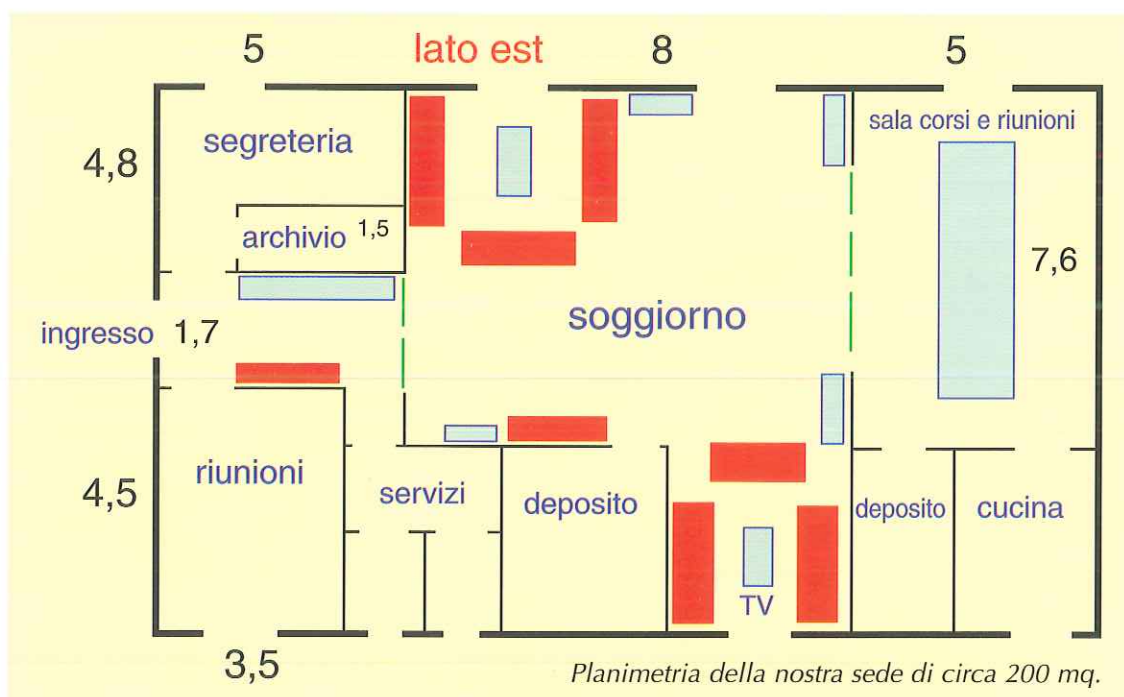 5 lato est 8 5
segreteria
sala corsi e riunioni
4,8
archivio 1,5
7,6
soggiorno
ingresso 1,7
riunioni
4,5
servizi
deposito
deposito
cucina
TV
3,5
Planimetria della nostra sede di circa 200 mq.